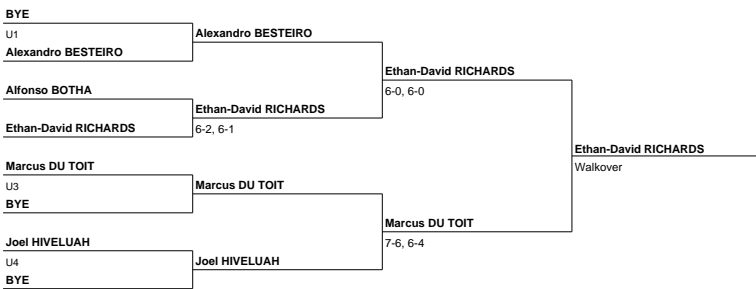 BYE
U1
Alexandro BESTEIRO
Alfonso BOTHA
Ethan-David RICHARDS
Marcus DU TOIT
U3
BYE
Joel HIVELUAH
U4
BYE
Alexandro BESTEIRO
Ethan-David RICHARDS
6-2, 6-1
Marcus DU TOIT
Joel HIVELUAH
Ethan-David RICHARDS
6-0, 6-0
Marcus DU TOIT
7-6, 6-4
Ethan-David RICHARDS
Walkover